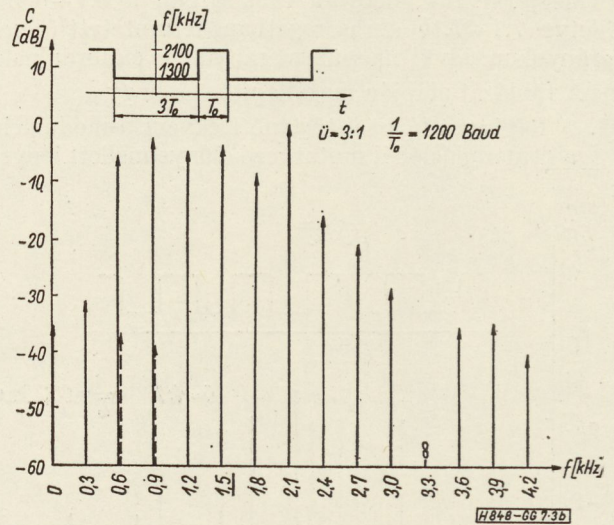 C
[dB]
f[kHz]
2100
1300
t
3T₀
T₀
ü=3:1 1/T₀ = 1200 Baud
10
0
-10
-20
-30
-40
-50
-60
0
0,3
0,6
0,9
1,2
1,5
1,8
2,1
2,4
2,7
3,0
3,3
3,6
3,9
4,2
f[kHz]
H848-GG7·3b